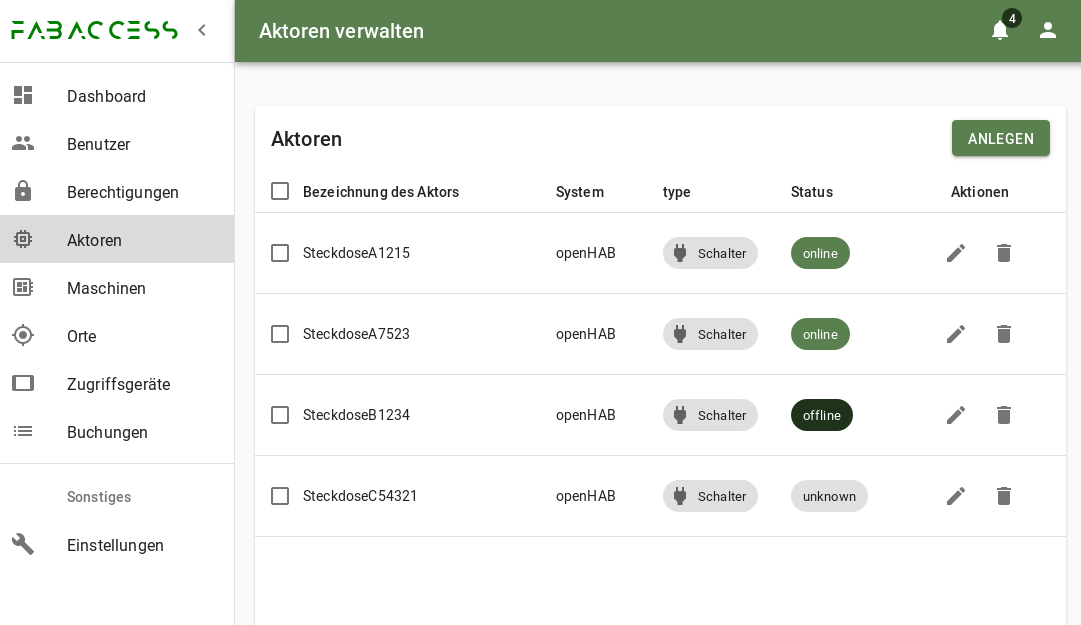 FABACCESS
Aktoren verwalten
4
Dashboard
Benutzer
Berechtigungen
Aktoren
Maschinen
Orte
Zugriffsgeräte
Buchungen
Sonstiges
Einstellungen
Aktoren
ANLEGEN
Bezeichnung des Aktors System type Status Aktionen
SteckdoseA1215 openHAB Schalter online
SteckdoseA7523 openHAB Schalter online
SteckdoseB1234 openHAB Schalter offline
SteckdoseC54321 openHAB Schalter unknown